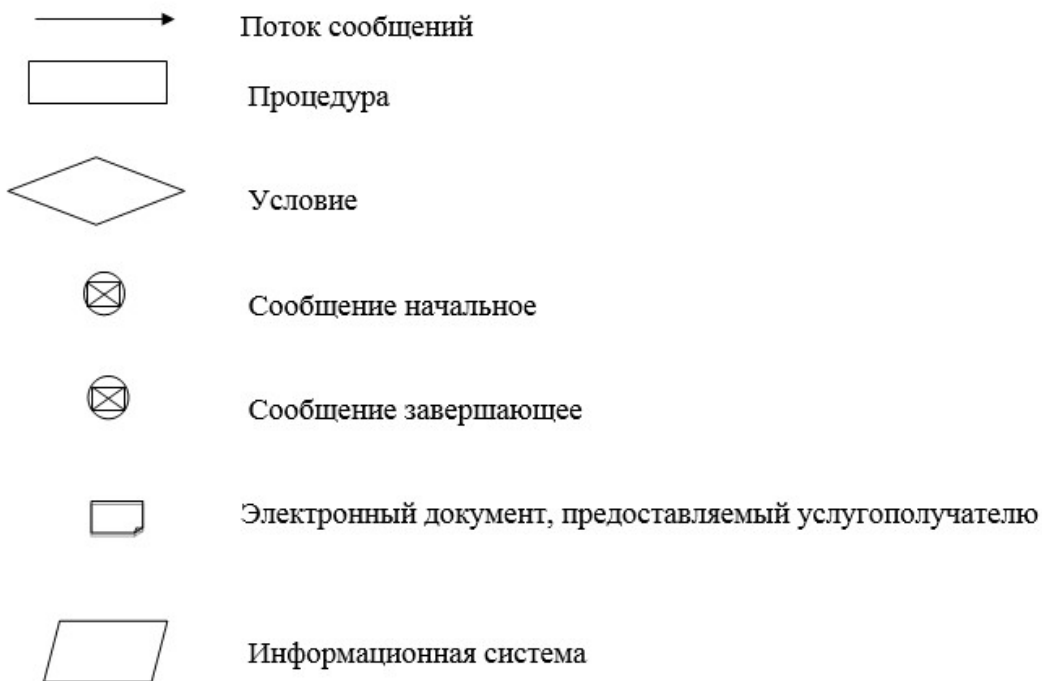 Поток сообщений
Процедура
Условие
Сообщение начальное
Сообщение завершающее
Электронный документ, предоставляемый услугополучателю
Информационная система